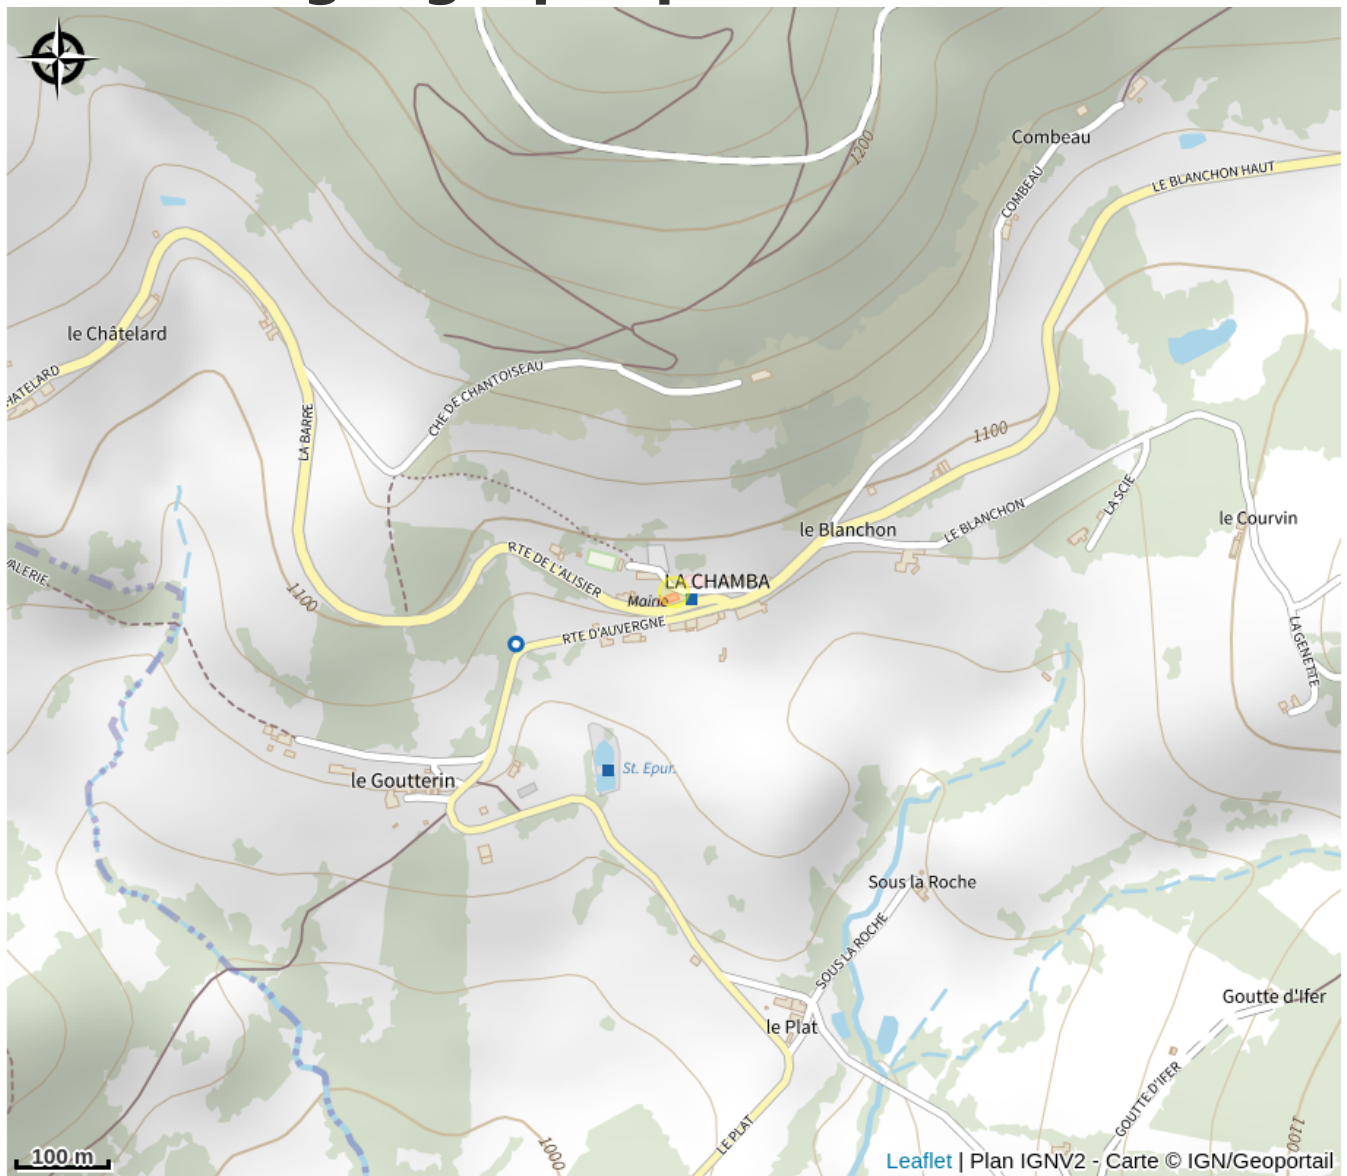 Combeau
1200
LE BLANCHON HAUT
COMBEAU
le Châtelard
HATELARD
CHE DE CHANTOISEAU
LA BARRE
1100
LA SCIE
le Courvin
le Blanchon
LE BLANCHON
RTE DE L'ALISIER
LA CHAMBA
Mairie
RTE D'AUVERGNE
ALERIE
1100
LA GENETTE
St. Epur.
le Goutterin
Sous la Roche
SOUS LA ROCHE
Goutte d'Ifer
le Plat
GOUTTE D'IFER
LE PLAT
1000
1100
100 m
Leaflet | Plan IGNV2 - Carte © IGN/Geoportail